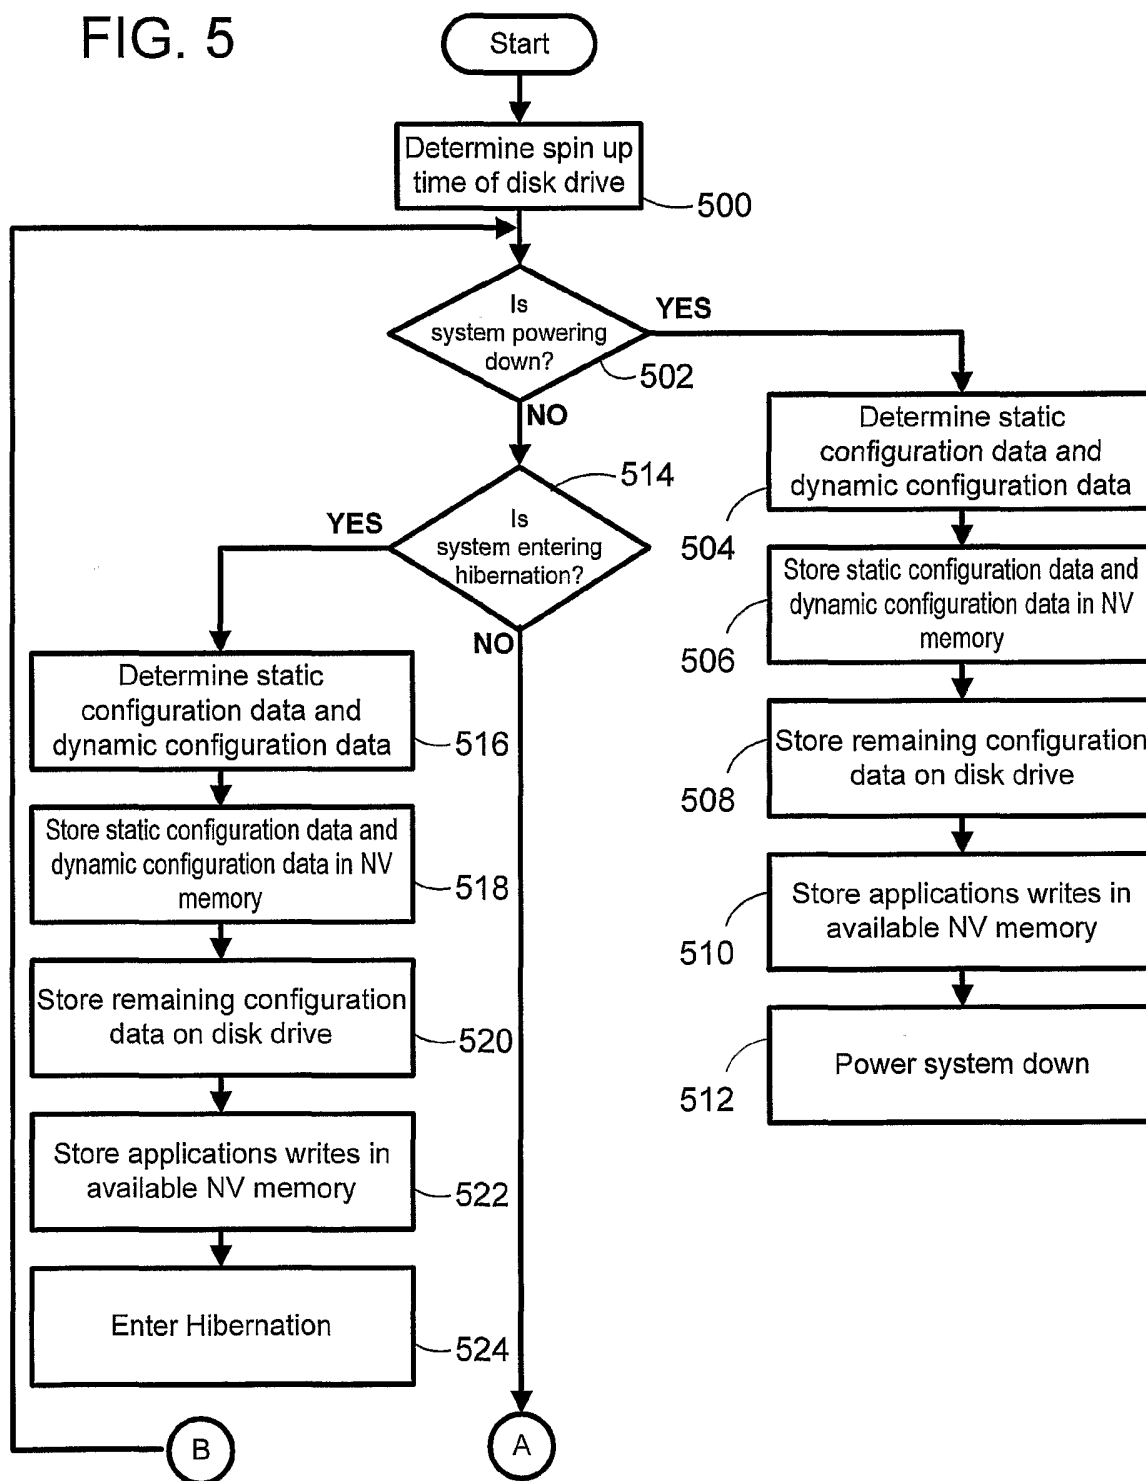 FIG. 5
Start
Determine spin up
time of disk drive
500
Is
system powering
down?
YES
502
NO
Determine static
configuration data and
dynamic configuration data
504
514
Is
system entering
hibernation?
YES
NO
Store static configuration data and
dynamic configuration data in NV
memory
506
Determine static
configuration data and
dynamic configuration data
516
Store remaining configuration
data on disk drive
508
Store static configuration data and
dynamic configuration data in NV
memory
518
Store applications writes in
available NV memory
510
Store remaining configuration
data on disk drive
520
Power system down
512
Store applications writes in
available NV memory
522
Enter Hibernation
524
B
A